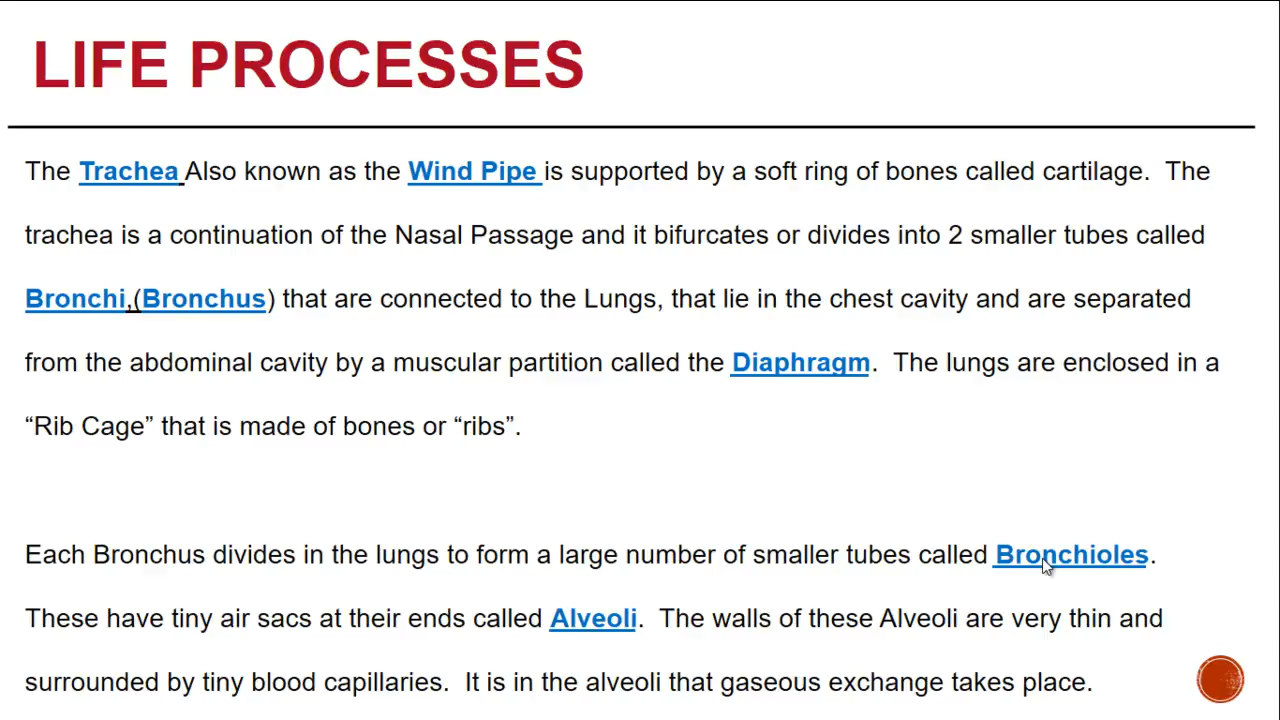 LIFE PROCESSES
The Trachea Also known as the Wind Pipe is supported by a soft ring of bones called cartilage.  The
trachea is a continuation of the Nasal Passage and it bifurcates or divides into 2 smaller tubes called
Bronchi,(Bronchus) that are connected to the Lungs, that lie in the chest cavity and are separated
from the abdominal cavity by a muscular partition called the Diaphragm.  The lungs are enclosed in a
“Rib Cage” that is made of bones or “ribs”.
Each Bronchus divides in the lungs to form a large number of smaller tubes called Bronchioles.
These have tiny air sacs at their ends called Alveoli.  The walls of these Alveoli are very thin and
surrounded by tiny blood capillaries.  It is in the alveoli that gaseous exchange takes place.